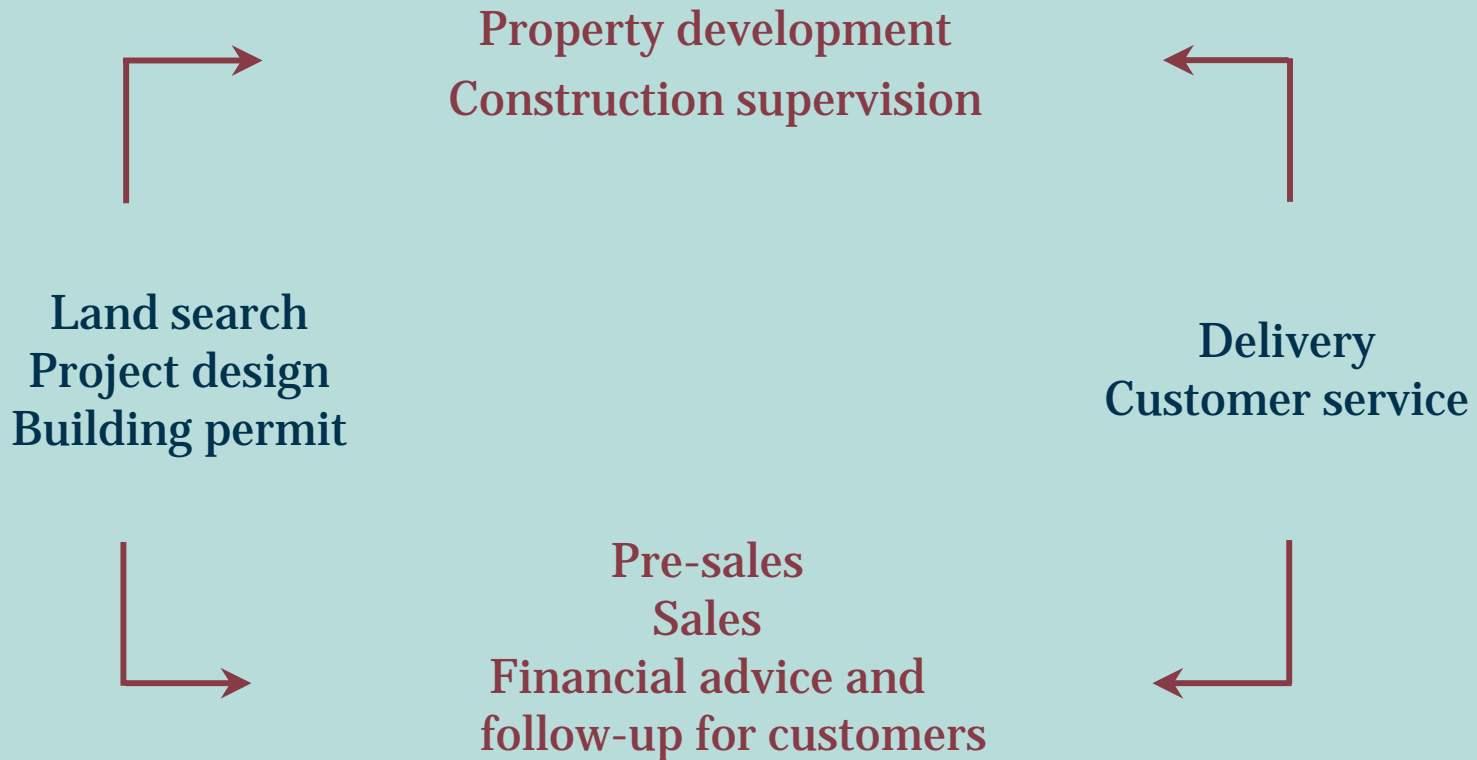 Property development
Construction supervision
Land search
Project design
Building permit
Delivery
Customer service
Pre-sales
Sales
Financial advice and
follow-up for customers